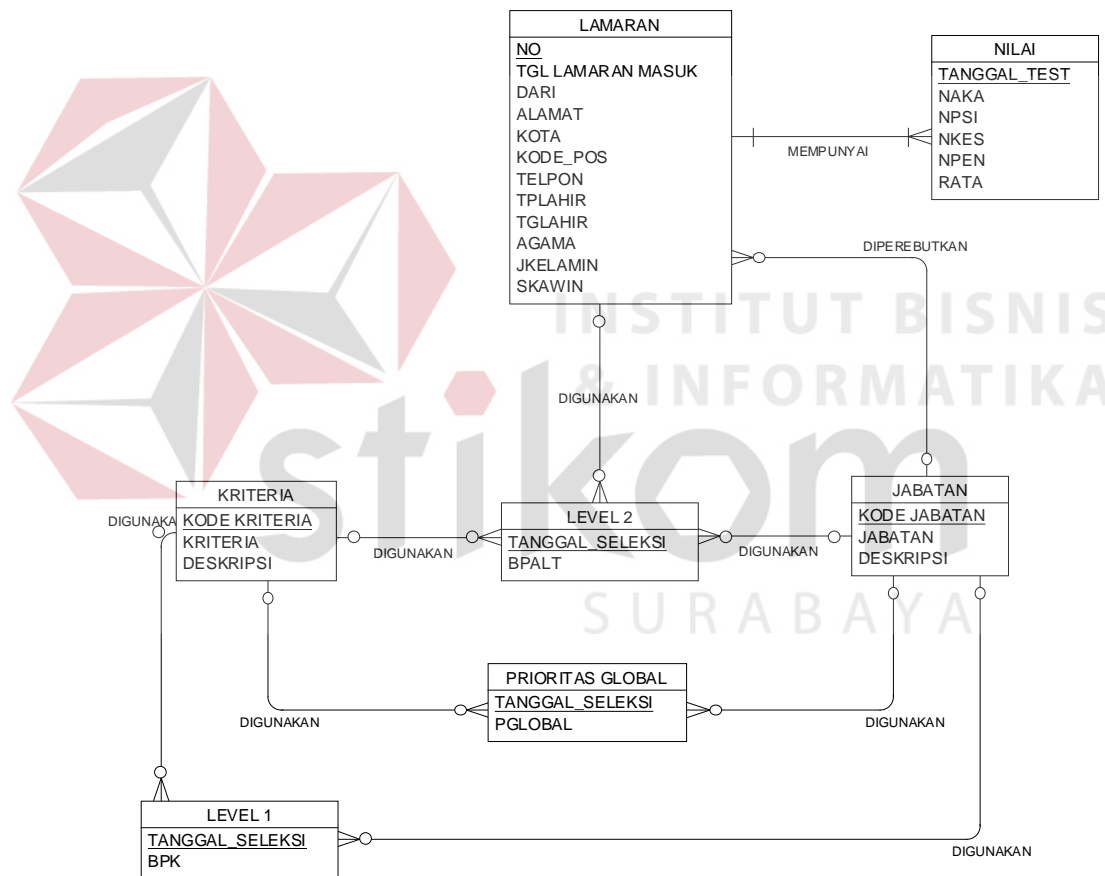 LAMARAN
NO
TGL LAMARAN MASUK
DARI
ALAMAT
KOTA
KODE_POS
TELPON
TPLAHIR
TGLAHIR
AGAMA
JKELAMIN
SKAWIN
NILAI
TANGGAL_TEST
NAKA
NPSI
NKES
NPEN
RATA
MEMPUNYAI
DIPEREBUTKAN
INSTITUT BISNIS
& INFORMATIKA
stikom
SURABAYA
DIGUNAKAN
KRITERIA
KODE KRITERIA
KRITERIA
DESKRIPSI
DIGUNAKA
DIGUNAKAN
LEVEL 2
TANGGAL_SELEKSI
BPALT
DIGUNAKAN
JABATAN
KODE JABATAN
JABATAN
DESKRIPSI
PRIORITAS GLOBAL
TANGGAL_SELEKSI
PGLOBAL
DIGUNAKAN
DIGUNAKAN
LEVEL 1
TANGGAL_SELEKSI
BPK
DIGUNAKAN